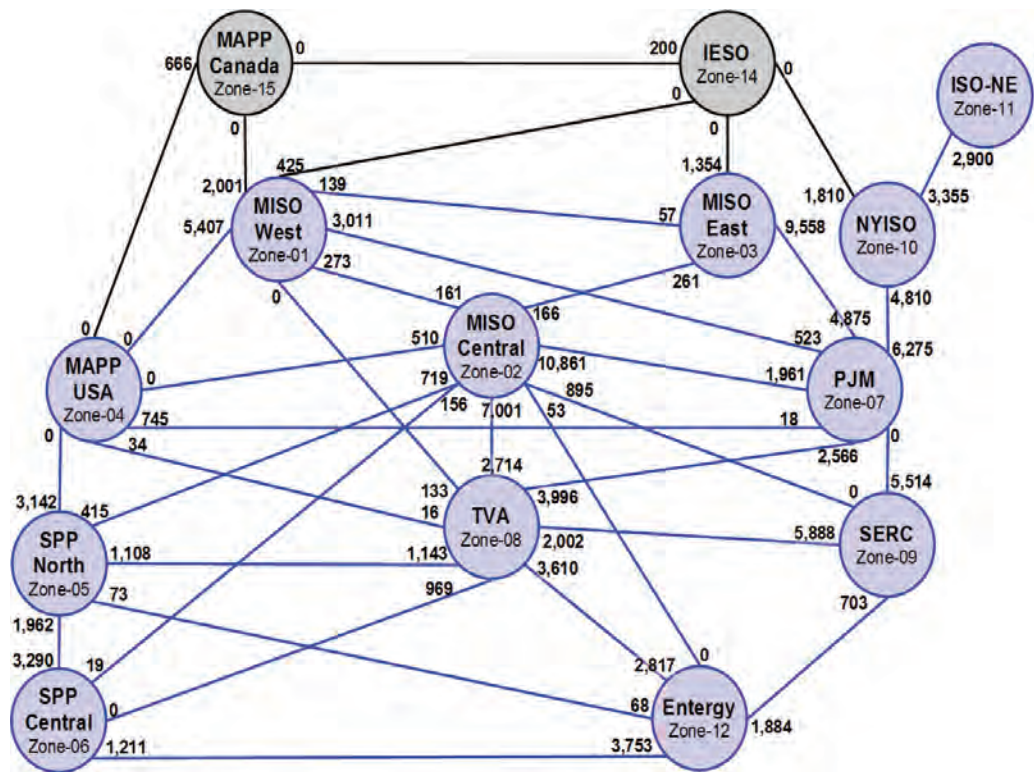 MAPP
Canada
Zone-15
666
0
0
200
IESO
Zone-14
0
0
0
ISO-NE
Zone-11
2,900
425
2,001
139
1,354
1,810
3,355
MISO
West
Zone-01
5,407
3,011
273
0
57
MISO
East
Zone-03
9,558
261
NYISO
Zone-10
4,810
161
166
MISO
Central
Zone-02
510
10,861
719
156
7,001
53
895
4,875
523
6,275
1,961
PJM
Zone-07
18
0
2,566
0
0
MAPP
USA
Zone-04
0
0
745
34
2,714
133
16
3,996
TVA
Zone-08
1,143
2,002
969
3,610
5,514
0
5,888
SERC
Zone-09
703
3,142
415
SPP
North
Zone-05
1,108
73
1,962
3,290
19
SPP
Central
Zone-06
0
1,211
2,817
0
68
Entergy
Zone-12
3,753
1,884